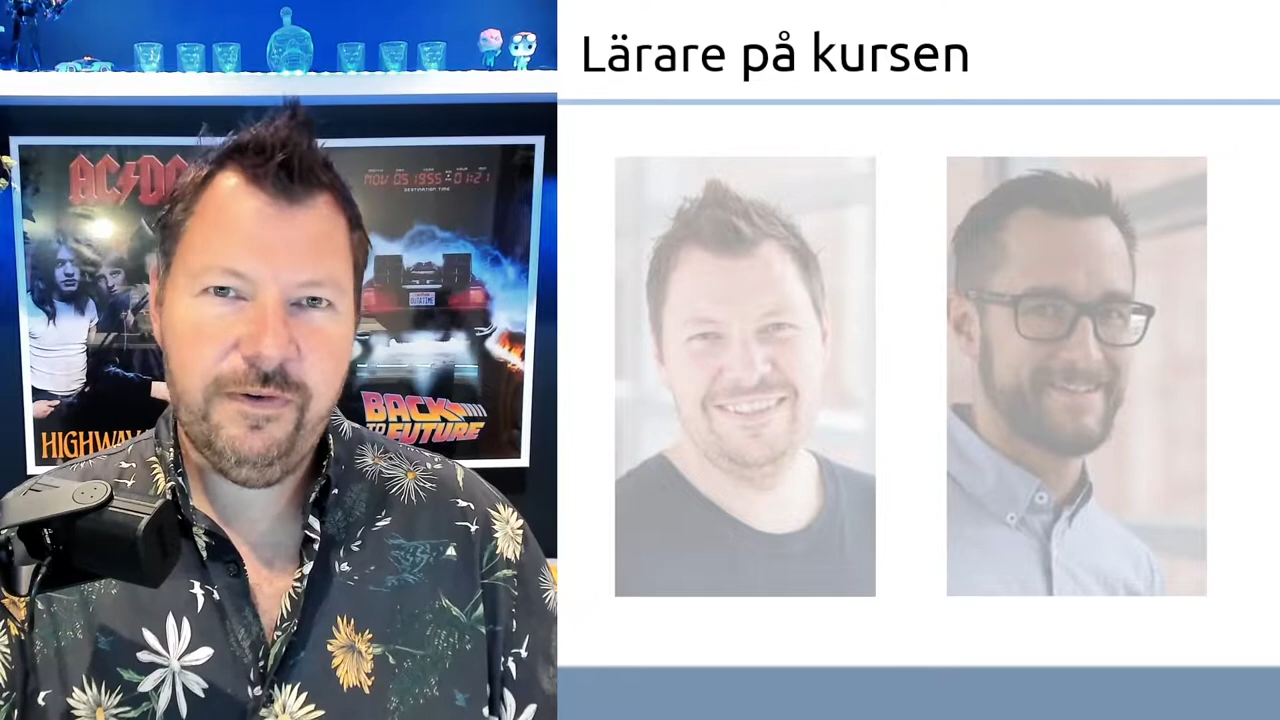 Lärare på kursen
AC/DC
NOV 05 1955 01:21
DESTINATION TIME
OUTATIME
BACK
TO THE
FUTURE
HIGHWAY